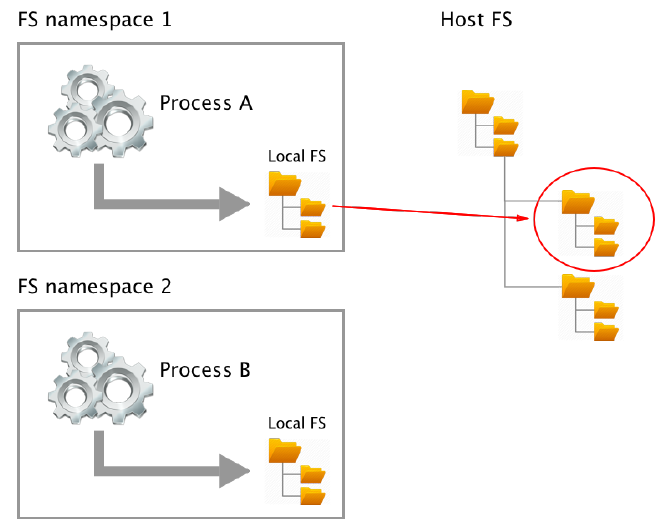 FS namespace 1
Host FS
Process A
Local FS
FS namespace 2
Process B
Local FS